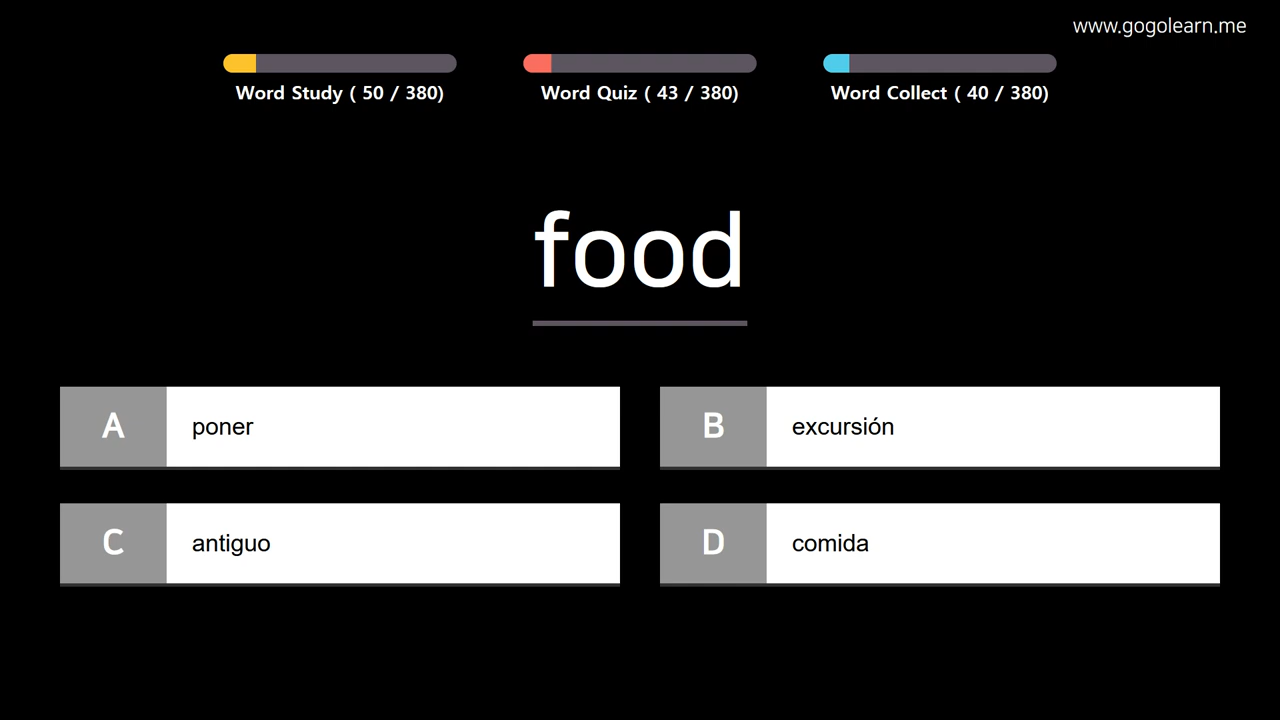 www.gogolearn.me
Word Study ( 50 / 380)
Word Quiz ( 43 / 380)
Word Collect ( 40 / 380)
food
A poner
B excursión
C antiguo
D comida